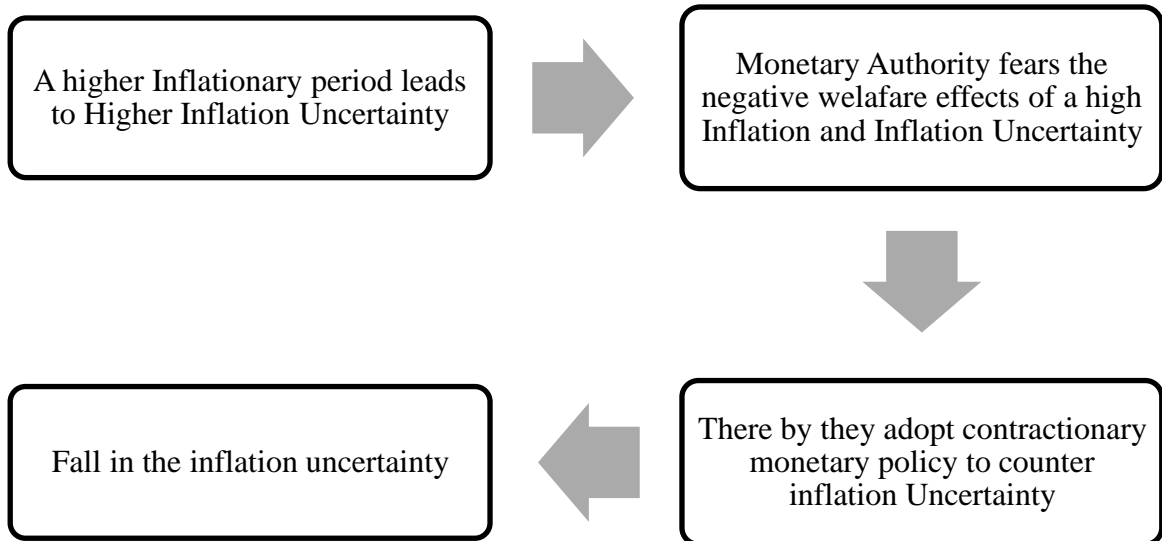 A higher Inflationary period leads
to Higher Inflation Uncertainty
Monetary Authority fears the
negative welafare effects of a high
Inflation and Inflation Uncertainty
There by they adopt contractionary
monetary policy to counter
inflation Uncertainty
Fall in the inflation uncertainty